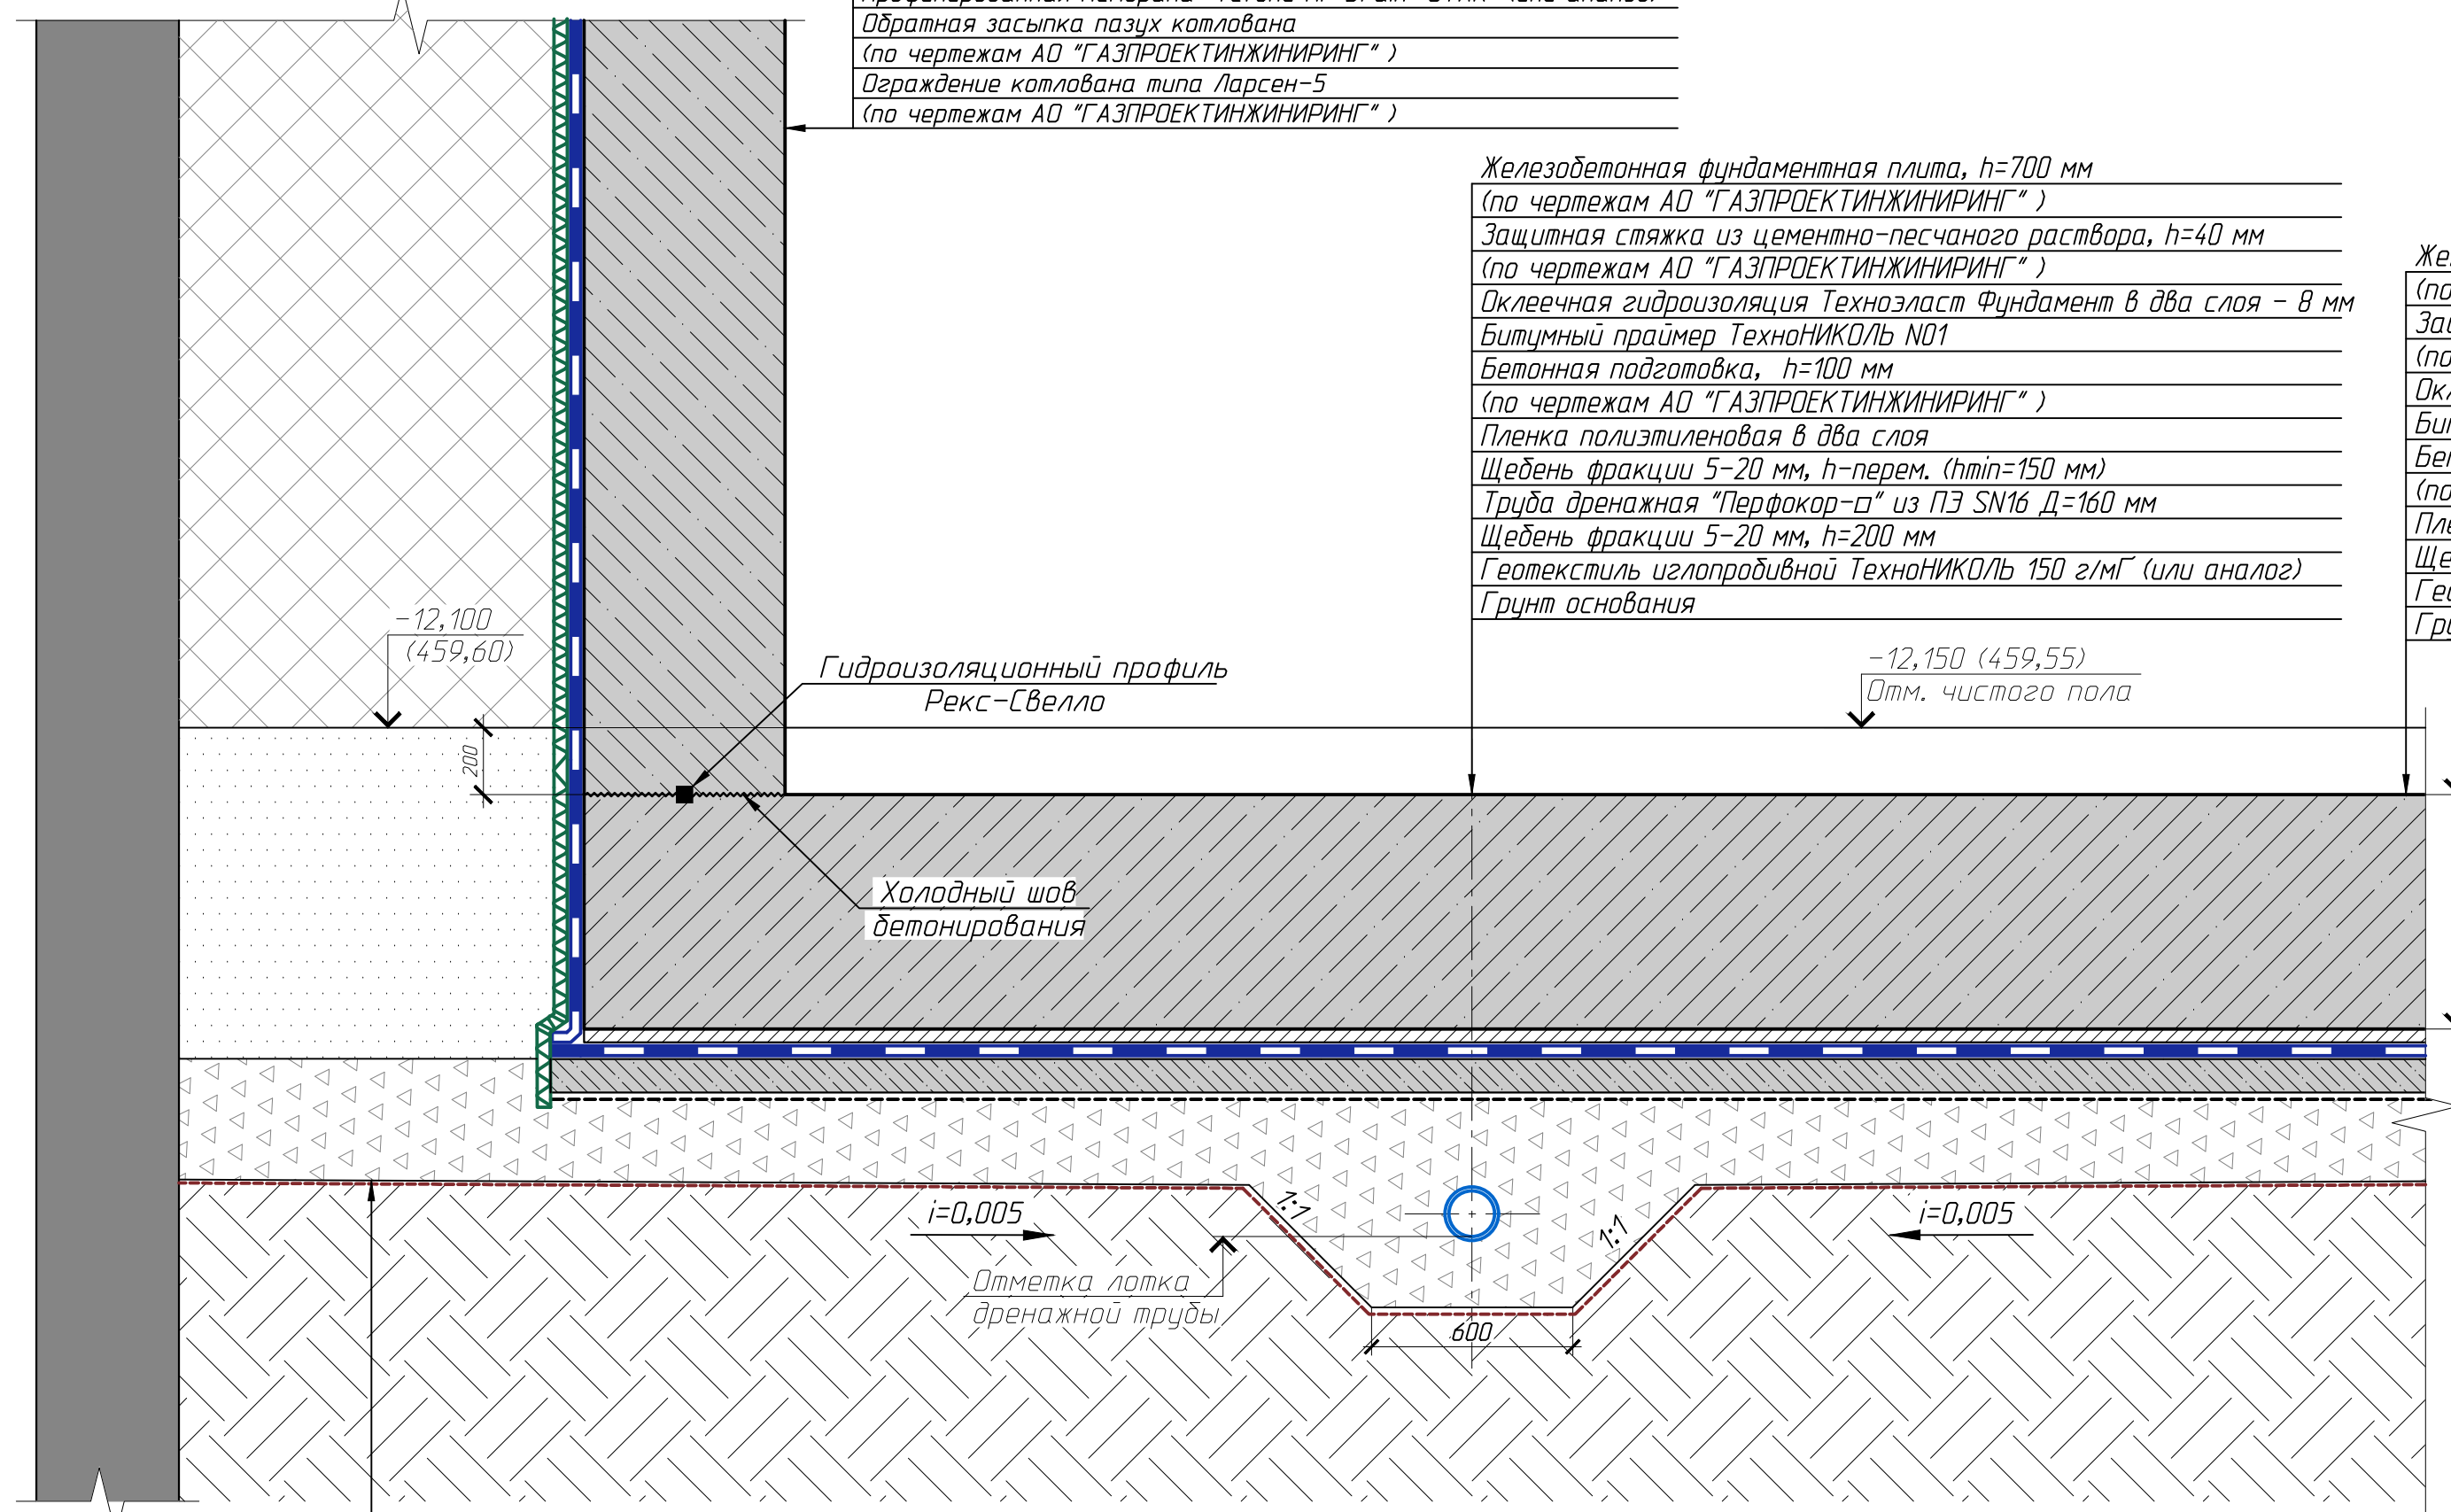 Обратная засыпка пазух котлована
(по чертежам АО "ГАЗПРОЕКТИНЖИНИРИНГ" )
Ограждение котлована типа Ларсен-5
(по чертежам АО "ГАЗПРОЕКТИНЖИНИРИНГ" )
Железобетонная фундаментная плита, h=700 мм
(по чертежам АО "ГАЗПРОЕКТИНЖИНИРИНГ" )
Защитная стяжка из цементно-песчаного раствора, h=40 мм
(по чертежам АО "ГАЗПРОЕКТИНЖИНИРИНГ" )
Оклеечная гидроизоляция Техноэласт Фундамент в два слоя - 8 мм
Битумный праймер ТехноНИКОЛЬ N01
Бетонная подготовка, h=100 мм
(по чертежам АО "ГАЗПРОЕКТИНЖИНИРИНГ" )
Пленка полиэтиленовая в два слоя
Щебень фракции 5-20 мм, h-перем. (hmin=150 мм)
Труба дренажная "Перфокор-□" из ПЭ SN16 Д=160 мм
Щебень фракции 5-20 мм, h=200 мм
Геотекстиль иглопробивной ТехноНИКОЛЬ 150 г/мГ (или аналог)
Грунт основания
-12,100
(459,60)
200
Гидроизоляционный профиль
Рекс-Свелло
-12,150 (459,55)
Отм. чистого пола
Холодный шов
бетонирования
i=0,005
1:1
1:1
i=0,005
Отметка лотка
дренажной трубы
600